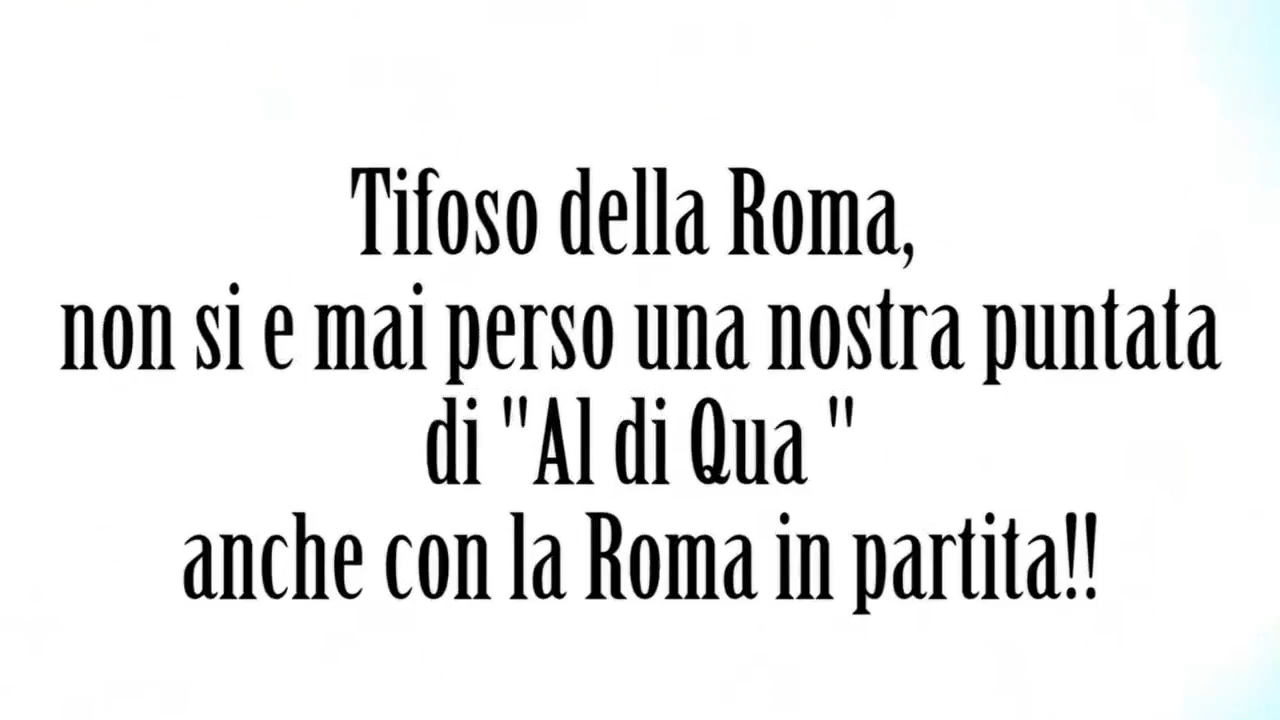 Tifoso della Roma,
non si e mai perso una nostra puntata
di "Al di Qua "
anche con la Roma in partita!!